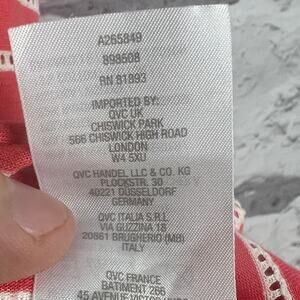 A265849
898508
RN 81893
IMPORTED BY:
QVC UK
CHISWICK PARK
566 CHISWICK HIGH ROAD
LONDON
W4 5XU
QVC HANDEL LLC & CO. KG
PLOCKSTR. 30
40221 DUSSELDORF
GERMANY
QVC ITALIA S.R.L
VIA GUZZINA 18
20861 BRUGHERIO (MB)
ITALY
QVC FRANCE
BATIMENT 266
45 AVENUE